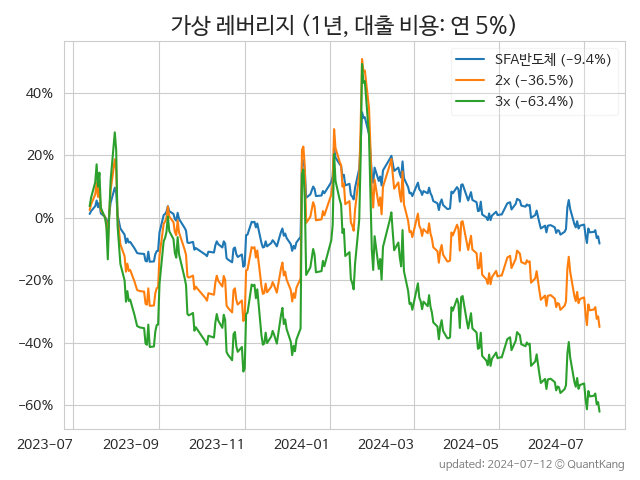 가상 레버리지 (1년, 대출 비용: 연 5%)
SFA반도체 (−9.4%)
2x (−36.5%)
3x (−63.4%)
40%
20%
0%
−20%
−40%
−60%
2023-07 2023-09 2023-11 2024-01 2024-03 2024-05 2024-07
updated: 2024-07-12 © QuantKang